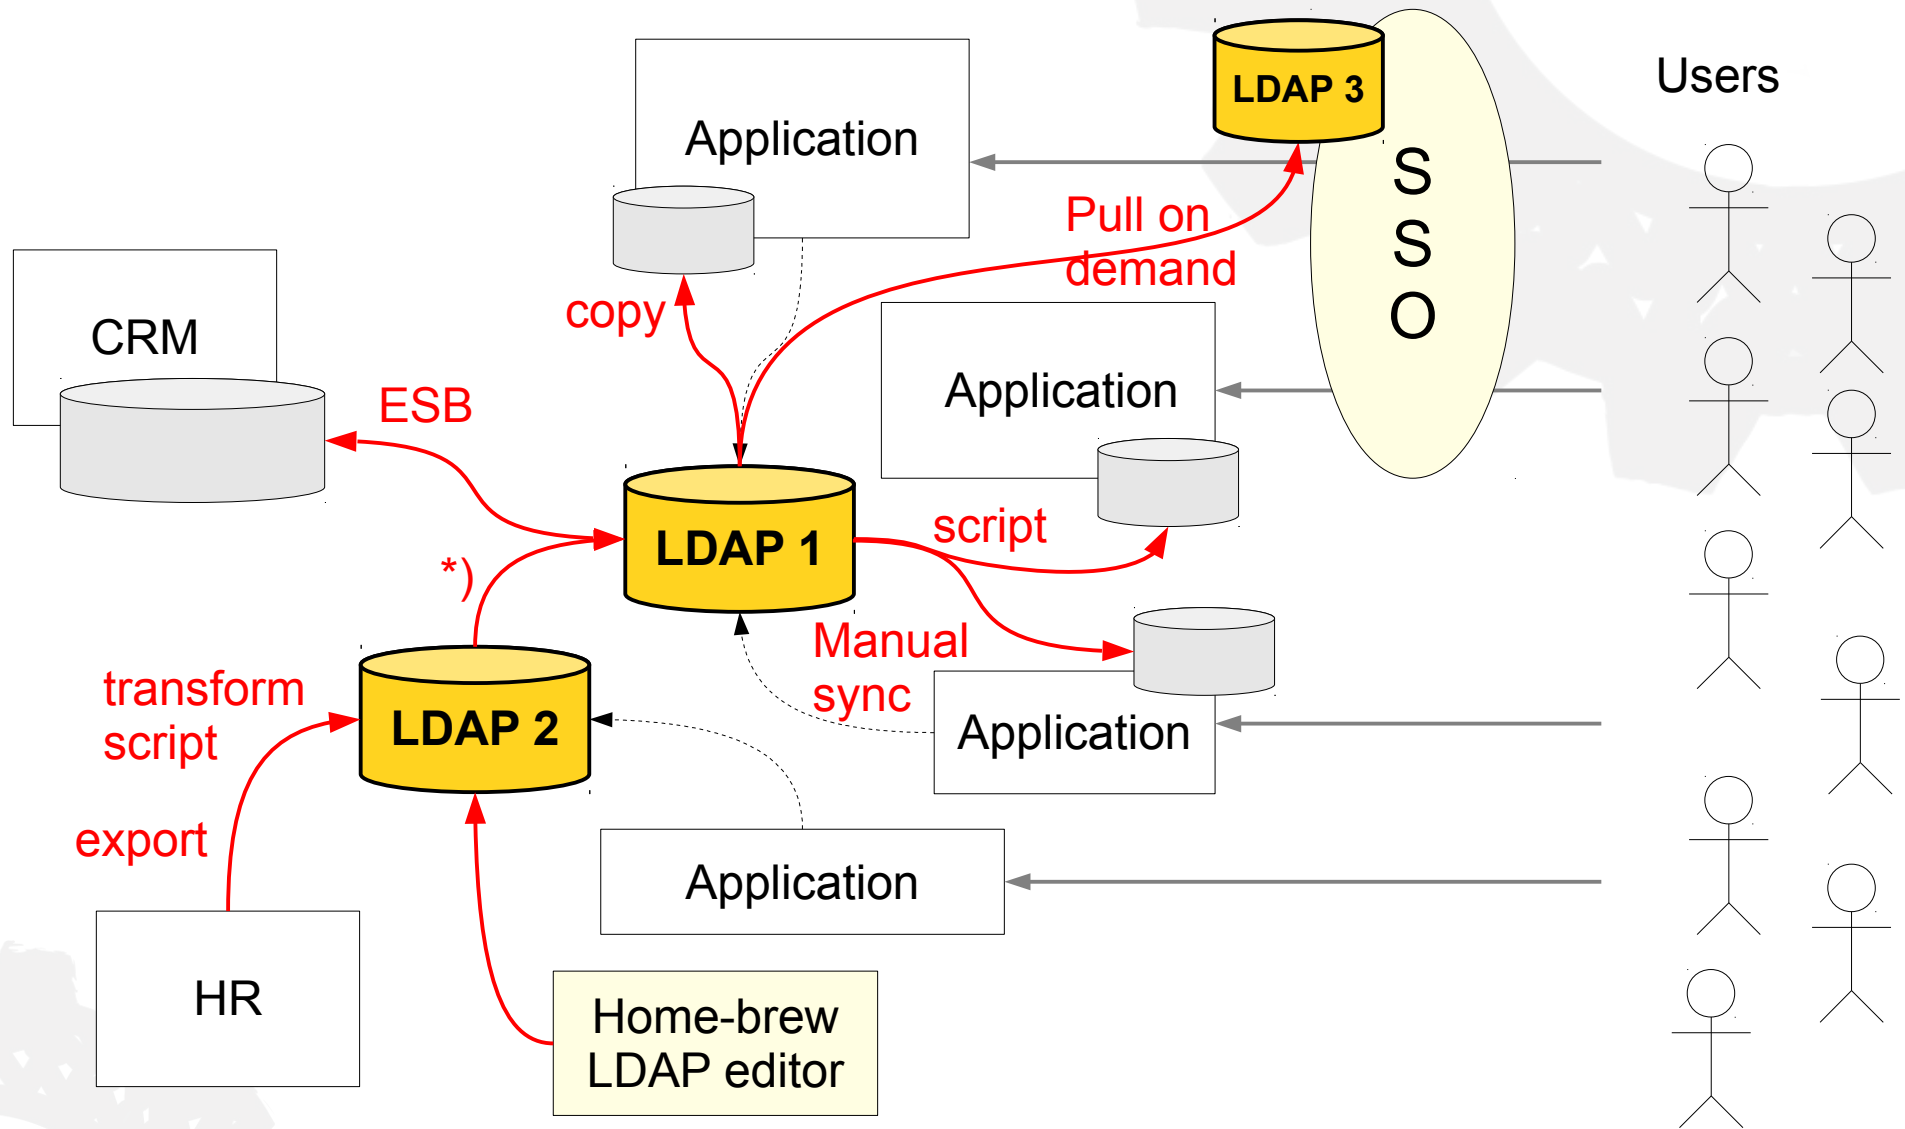 LDAP 3
Users
Application
S
S
O
Pull on
demand
copy
CRM
ESB
Application
script
LDAP 1
*)
Manual
sync
transform
script
LDAP 2
Application
export
Application
HR
Home-brew
LDAP editor